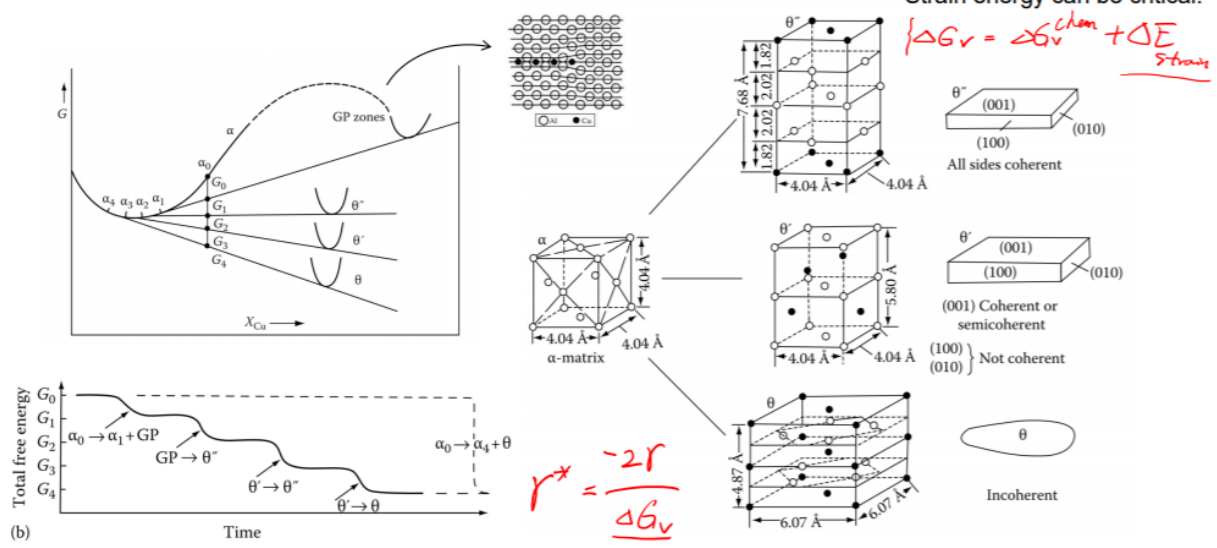 Strain energy can be critical.
{ΔGv = ΔGv^chem + ΔE strain
G
α
GP zones
α0
G0
α4 α3 α2 α1
G1
G2
G3
G4
θ″
θ′
θ
XCu
Al Cu
θ″
7.68 Å
1.82
2.02
2.02
1.82
4.04 Å
4.04 Å
θ″
(001)
(010)
(100)
All sides coherent
α
4.04 Å
4.04 Å
4.04 Å
α-matrix
θ′
5.80 Å
4.04 Å
4.04 Å
θ′
(001)
(100)
(010)
(001) Coherent or
semicoherent
(100)
(010)
} Not coherent
θ
4.87 Å
6.07 Å
6.07 Å
θ
Incoherent
Total free energy
G0
G1
G2
G3
G4
α0 → α1 + GP
GP → θ″
θ′ → θ″
θ′ → θ
α0 → α4 + θ
(b)
Time
r* = -2γ / ΔGv